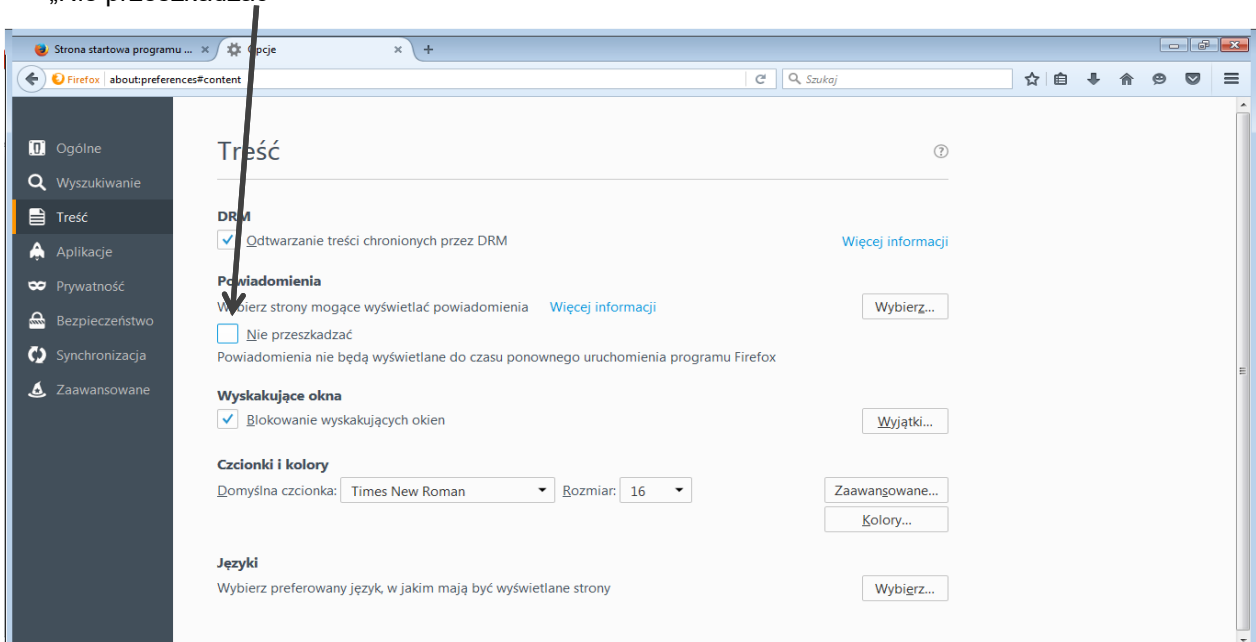 „Nie przeszkadzać
Strona startowa programu ... × Opcje × +
Firefox about:preferences#content Szukaj
Ogólne
Wyszukiwanie
Treść
Aplikacje
Prywatność
Bezpieczeństwo
Synchronizacja
Zaawansowane
Treść ?
DRM
Odtwarzanie treści chronionych przez DRM Więcej informacji
Powiadomienia
Wybierz strony mogące wyświetlać powiadomienia Więcej informacji Wybierz...
Nie przeszkadzać
Powiadomienia nie będą wyświetlane do czasu ponownego uruchomienia programu Firefox
Wyskakujące okna
Blokowanie wyskakujących okien Wyjątki...
Czcionki i kolory
Domyślna czcionka: Times New Roman Rozmiar: 16 Zaawansowane...
Kolory...
Języki
Wybierz preferowany język, w jakim mają być wyświetlane strony Wybierz...